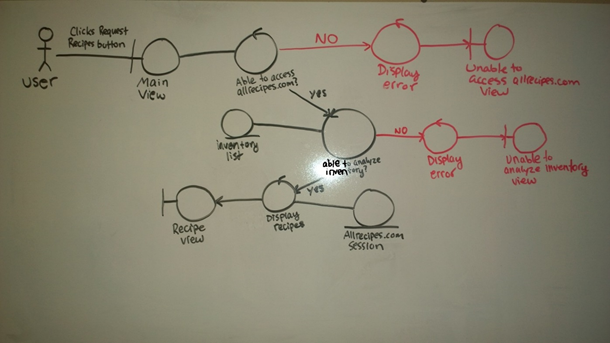 Clicks Request
Recipes button
user
Main
View
Able to access
allrecipes.com?
NO
Display
error
Unable to
access allrecipes.com
view
yes
inventory
list
able to analyze
inventory?
NO
Display
error
Unable to
analyze inventory
view
yes
Recipe
view
Display
recipes
Allrecipes.com
Session